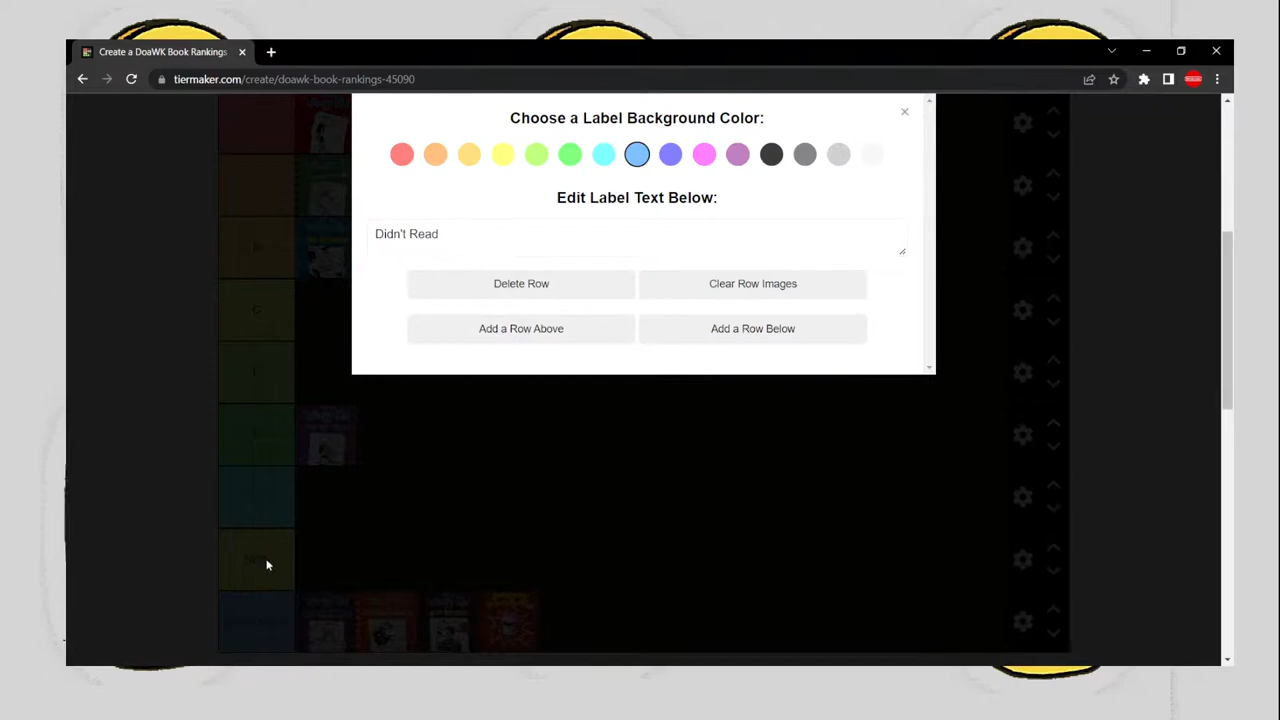 Create a DoaWK Book Rankings
tiermaker.com/create/doawk-book-rankings-45090
Choose a Label Background Color:
Edit Label Text Below:
Didn't Read
Delete Row
Clear Row Images
Add a Row Above
Add a Row Below